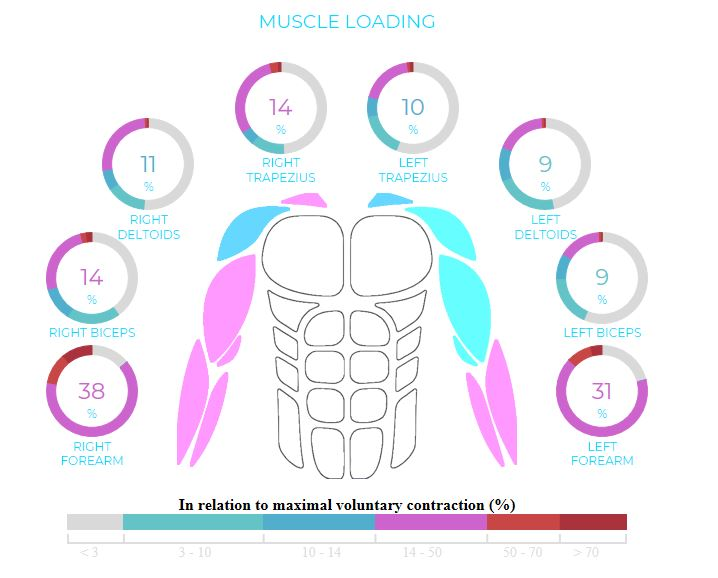 MUSCLE LOADING
14
%
RIGHT
TRAPEZIUS
10
%
LEFT
TRAPEZIUS
11
%
RIGHT
DELTOIDS
9
%
LEFT
DELTOIDS
14
%
RIGHT BICEPS
9
%
LEFT BICEPS
38
%
RIGHT
FOREARM
31
%
LEFT
FOREARM
In relation to maximal voluntary contraction (%)
< 3 3 - 10 10 - 14 14 - 50 50 - 70 > 70